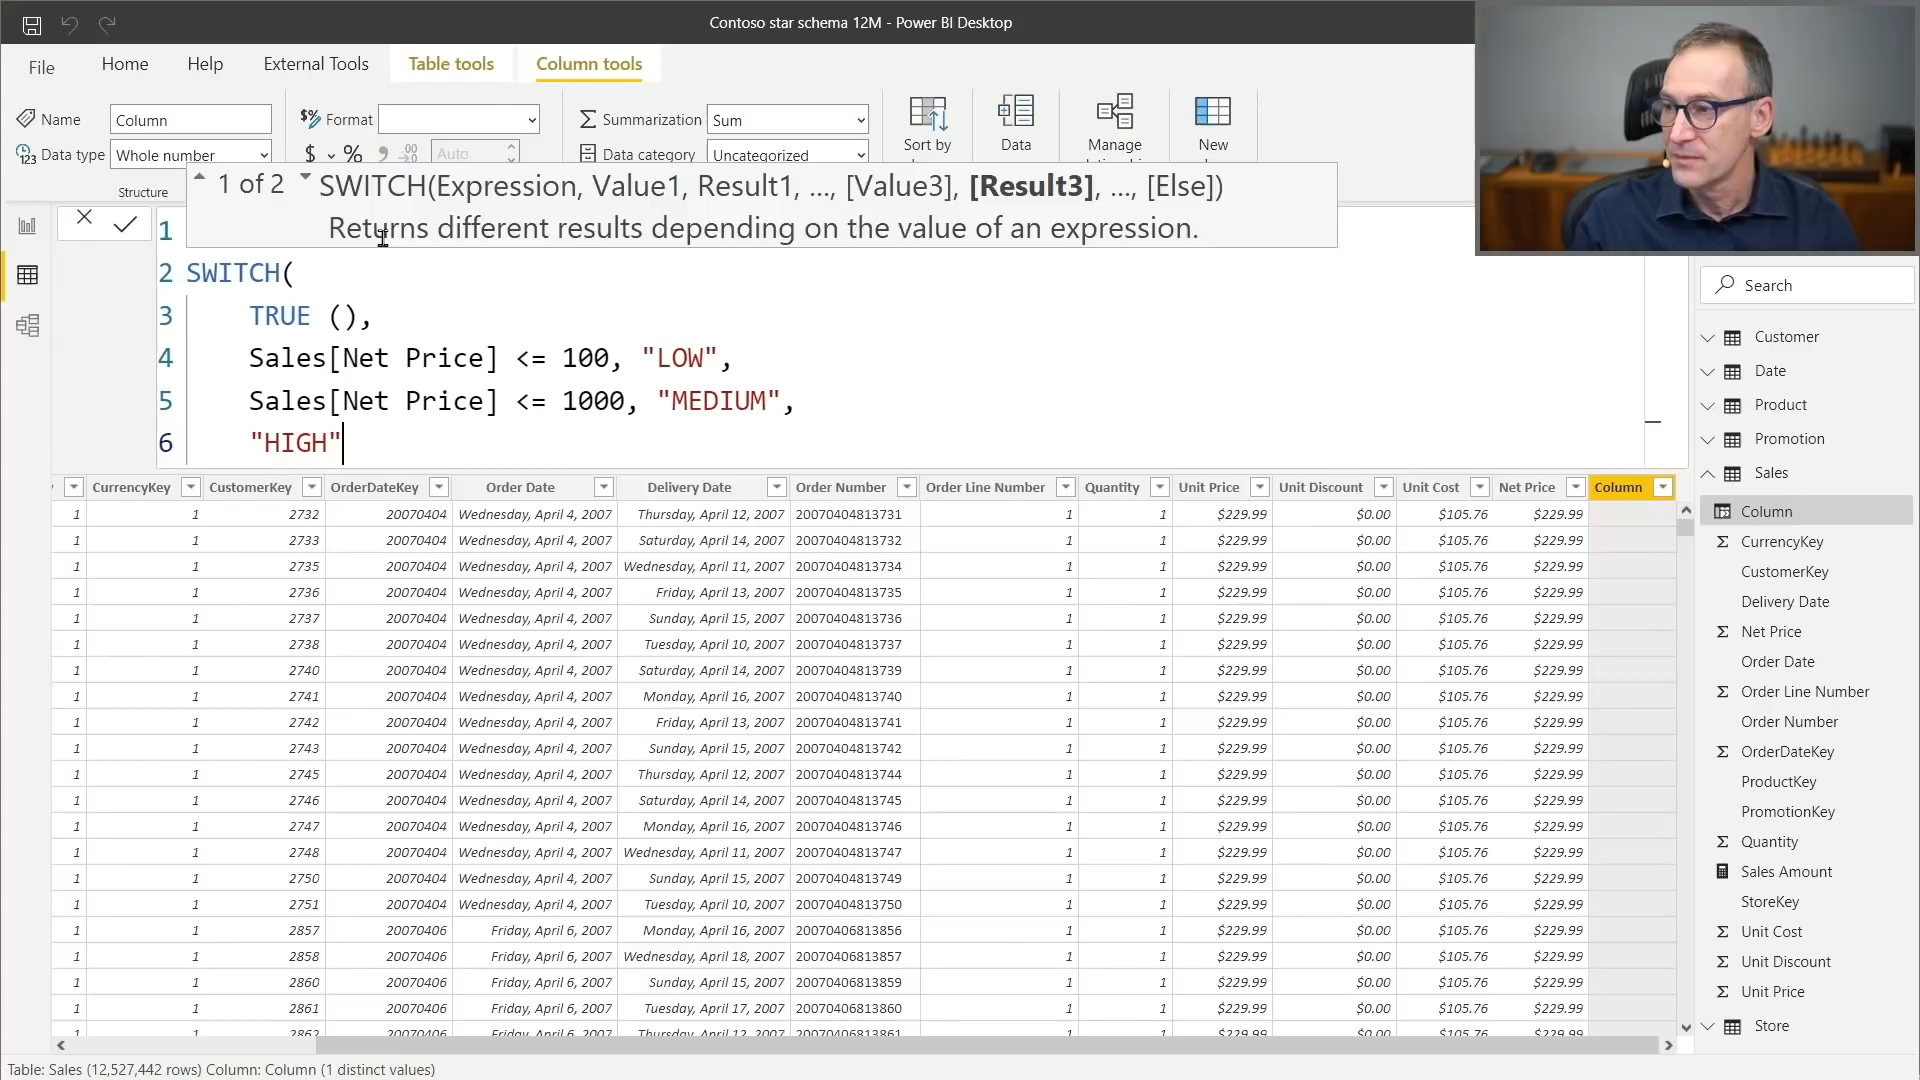 Contoso star schema 12M - Power BI Desktop
File Home Help External Tools Table tools Column tools
Name Column Format Summarization Sum
Data type Whole number $ % Auto Data category Uncategorized
Sort by Data Manage New
Structure
1 of 2 SWITCH(Expression, Value1, Result1, ..., [Value3], [Result3], ..., [Else])
Returns different results depending on the value of an expression.
1
2 SWITCH(
3 TRUE (),
4 Sales[Net Price] <= 100, "LOW",
5 Sales[Net Price] <= 1000, "MEDIUM",
6 "HIGH"
CurrencyKey CustomerKey OrderDateKey Order Date Delivery Date Order Number Order Line Number Quantity Unit Price Unit Discount Unit Cost Net Price Column
1 1 2732 20070404 Wednesday, April 4, 2007 Thursday, April 12, 2007 20070404813731 1 1 $229.99 $0.00 $105.76 $229.99
1 1 2733 20070404 Wednesday, April 4, 2007 Saturday, April 14, 2007 20070404813732 1 1 $229.99 $0.00 $105.76 $229.99
1 1 2735 20070404 Wednesday, April 4, 2007 Wednesday, April 11, 2007 20070404813734 1 1 $229.99 $0.00 $105.76 $229.99
1 1 2736 20070404 Wednesday, April 4, 2007 Friday, April 13, 2007 20070404813735 1 1 $229.99 $0.00 $105.76 $229.99
1 1 2737 20070404 Wednesday, April 4, 2007 Sunday, April 15, 2007 20070404813736 1 1 $229.99 $0.00 $105.76 $229.99
1 1 2738 20070404 Wednesday, April 4, 2007 Tuesday, April 10, 2007 20070404813737 1 1 $229.99 $0.00 $105.76 $229.99
1 1 2740 20070404 Wednesday, April 4, 2007 Saturday, April 14, 2007 20070404813739 1 1 $229.99 $0.00 $105.76 $229.99
1 1 2741 20070404 Wednesday, April 4, 2007 Monday, April 16, 2007 20070404813740 1 1 $229.99 $0.00 $105.76 $229.99
1 1 2742 20070404 Wednesday, April 4, 2007 Friday, April 13, 2007 20070404813741 1 1 $229.99 $0.00 $105.76 $229.99
1 1 2743 20070404 Wednesday, April 4, 2007 Sunday, April 15, 2007 20070404813742 1 1 $229.99 $0.00 $105.76 $229.99
1 1 2745 20070404 Wednesday, April 4, 2007 Thursday, April 12, 2007 20070404813744 1 1 $229.99 $0.00 $105.76 $229.99
1 1 2746 20070404 Wednesday, April 4, 2007 Saturday, April 14, 2007 20070404813745 1 1 $229.99 $0.00 $105.76 $229.99
1 1 2747 20070404 Wednesday, April 4, 2007 Monday, April 16, 2007 20070404813746 1 1 $229.99 $0.00 $105.76 $229.99
1 1 2748 20070404 Wednesday, April 4, 2007 Wednesday, April 11, 2007 20070404813747 1 1 $229.99 $0.00 $105.76 $229.99
1 1 2750 20070404 Wednesday, April 4, 2007 Sunday, April 15, 2007 20070404813749 1 1 $229.99 $0.00 $105.76 $229.99
1 1 2751 20070404 Wednesday, April 4, 2007 Tuesday, April 10, 2007 20070404813750 1 1 $229.99 $0.00 $105.76 $229.99
1 1 2857 20070406 Friday, April 6, 2007 Monday, April 16, 2007 20070406813856 1 1 $229.99 $0.00 $105.76 $229.99
1 1 2858 20070406 Friday, April 6, 2007 Wednesday, April 18, 2007 20070406813857 1 1 $229.99 $0.00 $105.76 $229.99
1 1 2860 20070406 Friday, April 6, 2007 Sunday, April 15, 2007 20070406813859 1 1 $229.99 $0.00 $105.76 $229.99
1 1 2861 20070406 Friday, April 6, 2007 Tuesday, April 17, 2007 20070406813860 1 1 $229.99 $0.00 $105.76 $229.99
Search
Customer
Date
Product
Promotion
Sales
Column
CurrencyKey
CustomerKey
Delivery Date
Net Price
Order Date
Order Line Number
Order Number
OrderDateKey
ProductKey
PromotionKey
Quantity
Sales Amount
StoreKey
Unit Cost
Unit Discount
Unit Price
Store
Table: Sales (12,527,442 rows) Column: Column (1 distinct values)